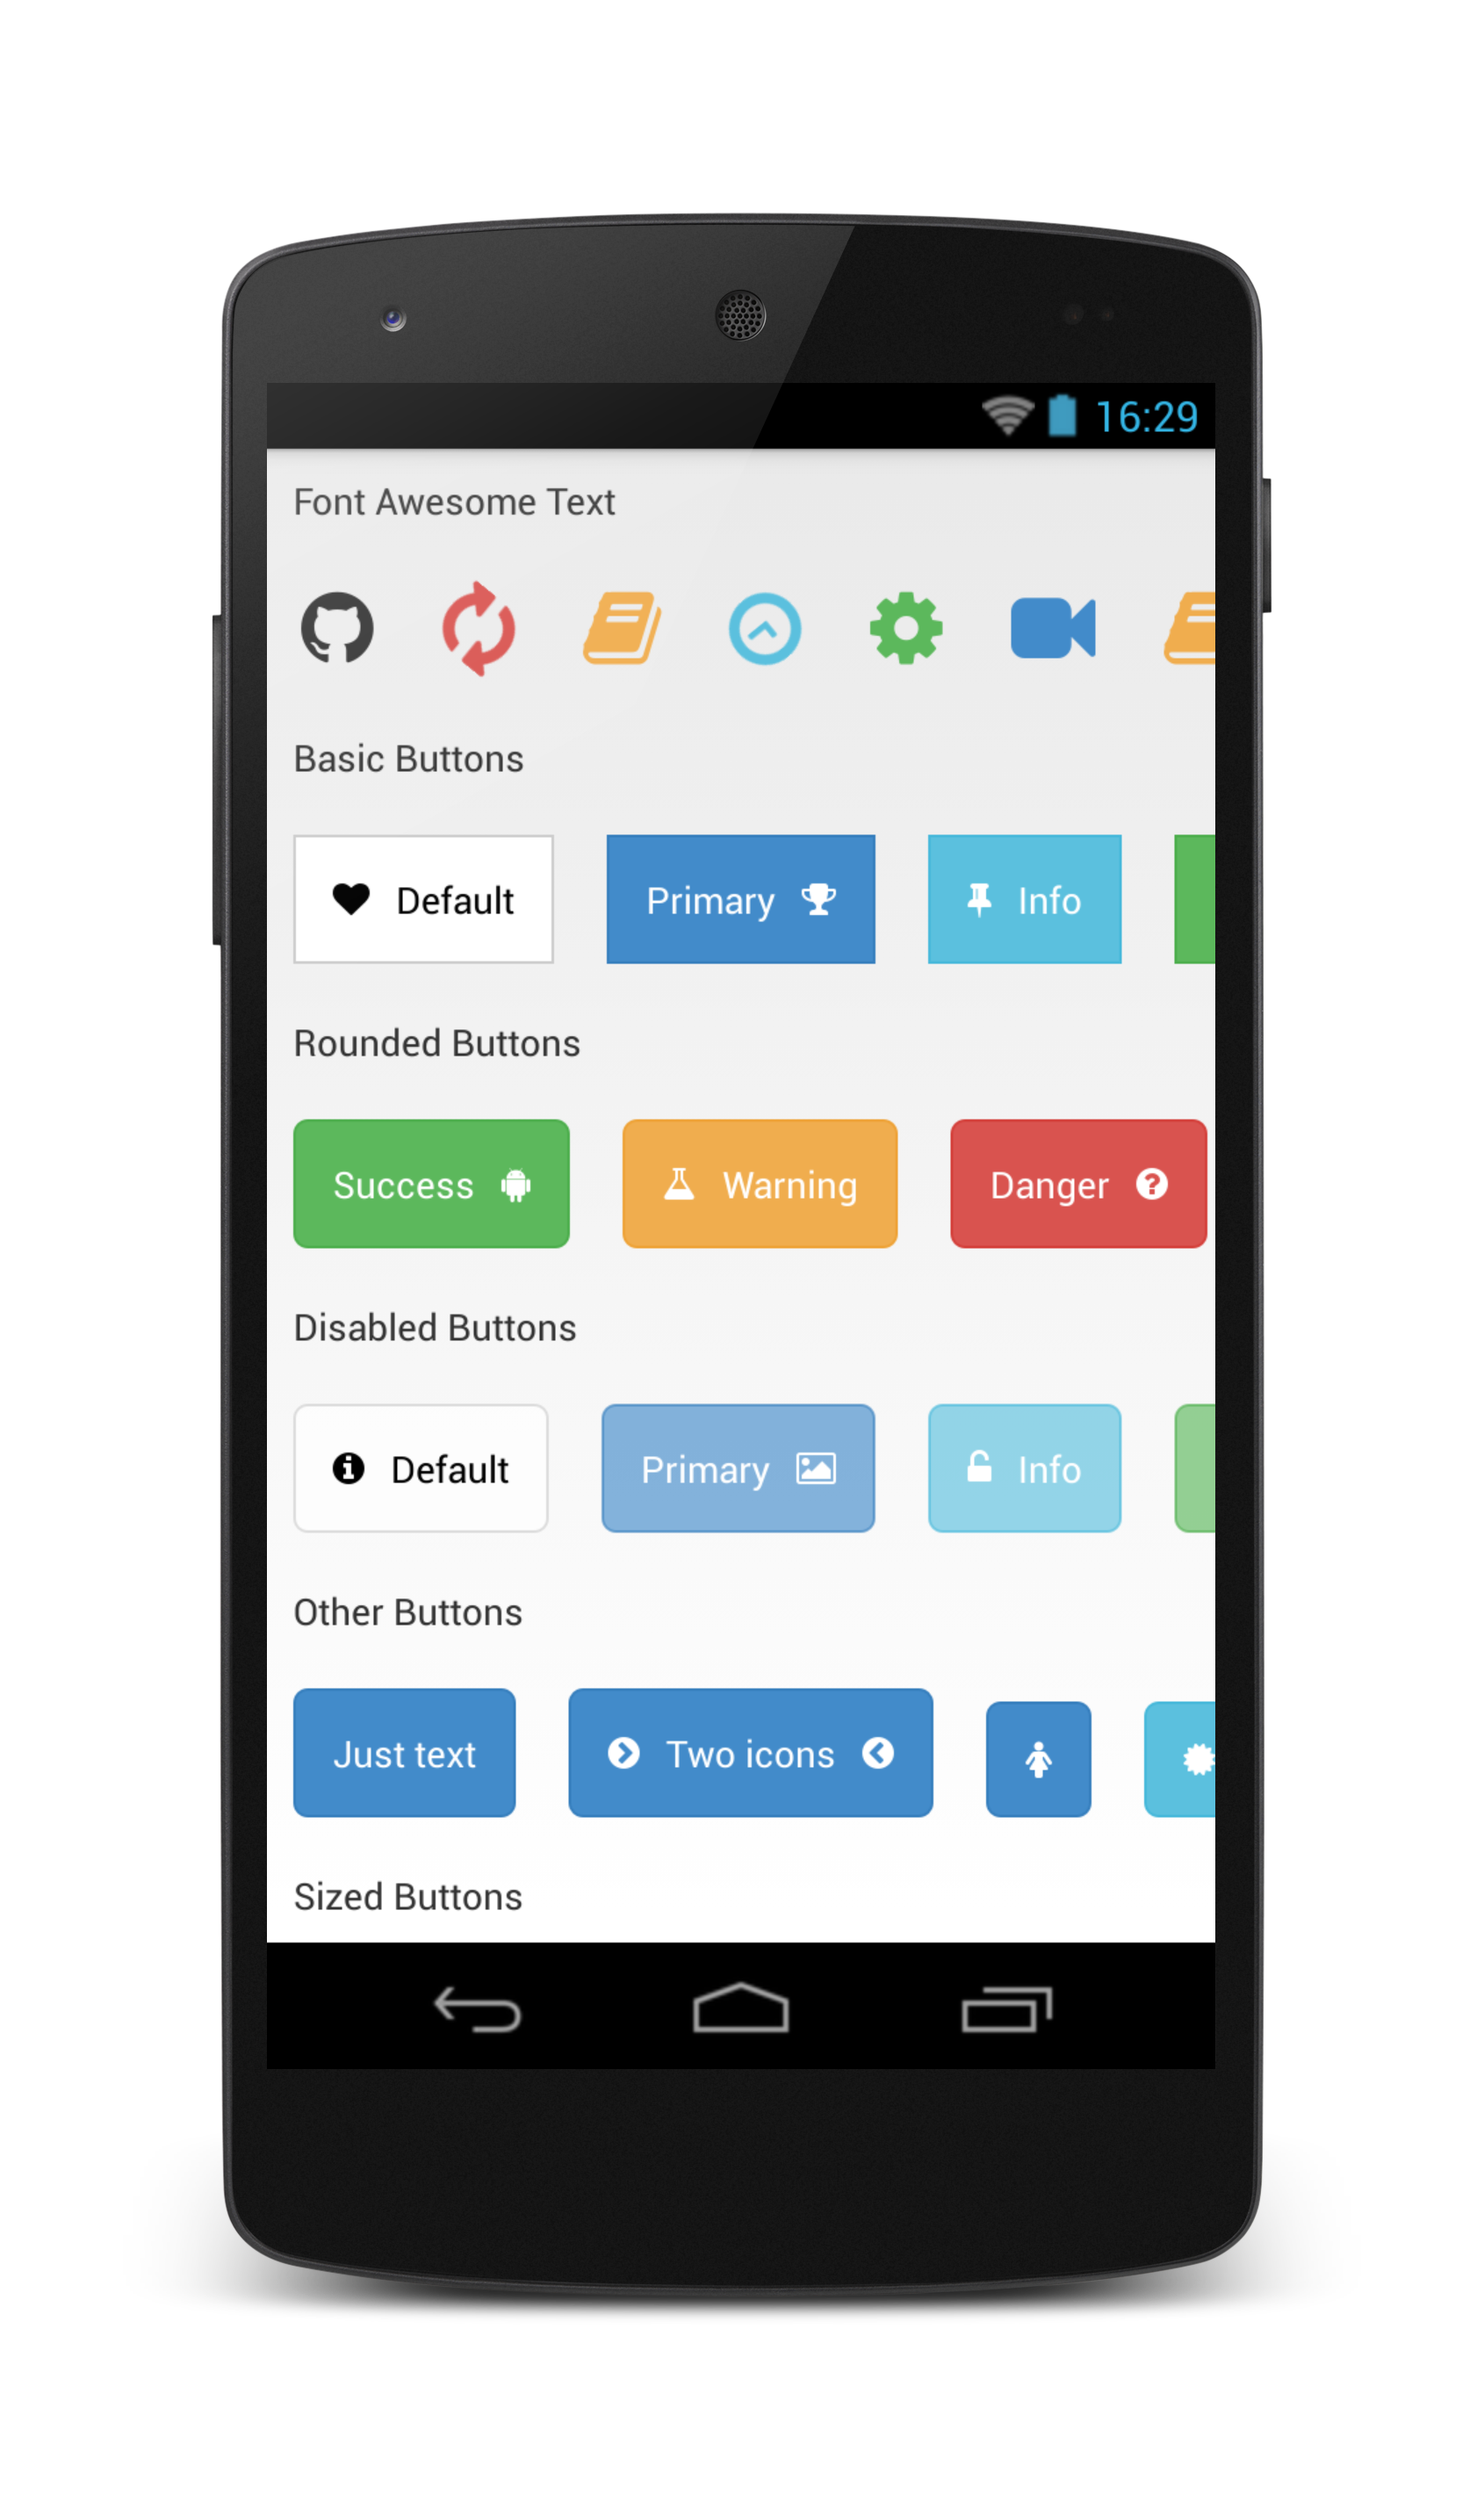 16:29
Font Awesome Text
Basic Buttons
Default Primary Info
Rounded Buttons
Success Warning Danger
Disabled Buttons
Default Primary Info
Other Buttons
Just text Two icons
Sized Buttons